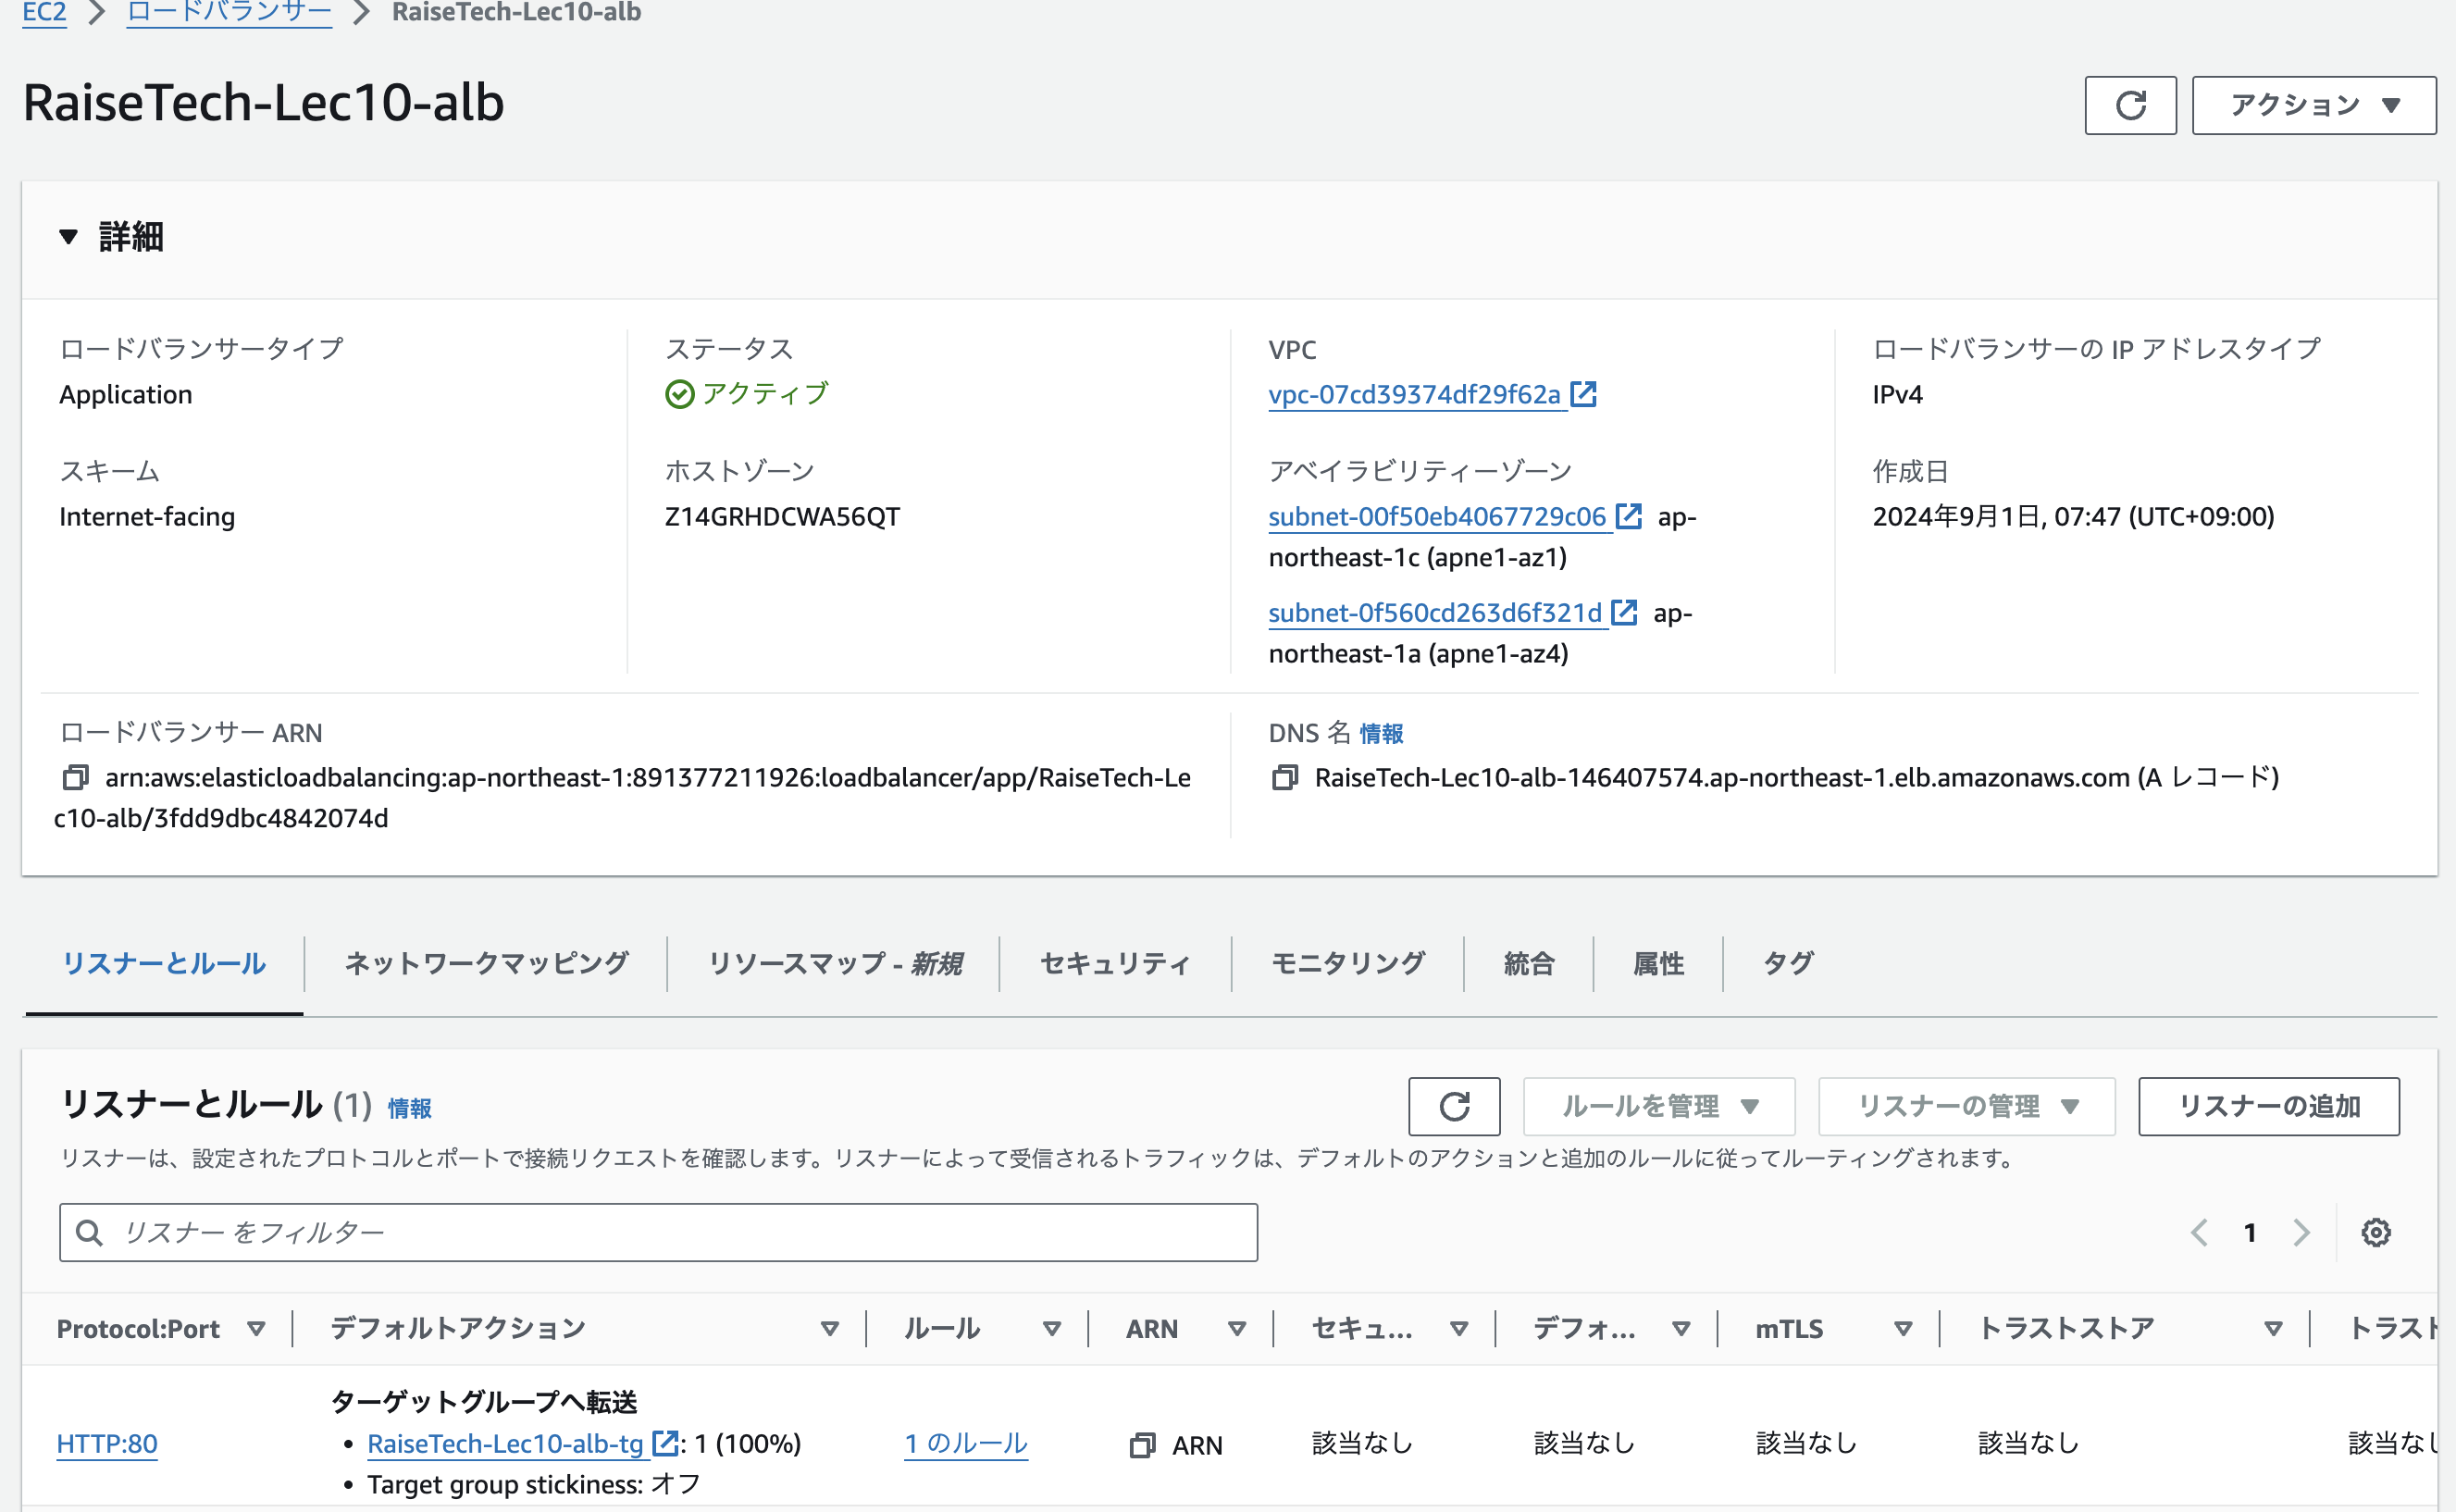 EC2 > ロードバランサー > RaiseTech-Lec10-alb
RaiseTech-Lec10-alb
アクション
詳細
ロードバランサータイプ
Application
ステータス
アクティブ
VPC
vpc-07cd39374df29f62a
ロードバランサーの IP アドレスタイプ
IPv4
スキーム
Internet-facing
ホストゾーン
Z14GRHDCWA56QT
アベイラビリティーゾーン
subnet-00f50eb4067729c06 ap-
northeast-1c (apne1-az1)
subnet-0f560cd263d6f321d ap-
northeast-1a (apne1-az4)
作成日
2024年9月1日, 07:47 (UTC+09:00)
ロードバランサー ARN
arn:aws:elasticloadbalancing:ap-northeast-1:891377211926:loadbalancer/app/RaiseTech-Le
c10-alb/3fdd9dbc4842074d
DNS 名 情報
RaiseTech-Lec10-alb-146407574.ap-northeast-1.elb.amazonaws.com (A レコード)
リスナーとルール ネットワークマッピング リソースマップ - 新規 セキュリティ モニタリング 統合 属性 タグ
リスナーとルール (1) 情報
ルールを管理 リスナーの管理 リスナーの追加
リスナーは、設定されたプロトコルとポートで接続リクエストを確認します。リスナーによって受信されるトラフィックは、デフォルトのアクションと追加のルールに従ってルーティングされます。
リスナー をフィルター
1
Protocol:Port デフォルトアクション ルール ARN セキュ... デフォ... mTLS トラストストア トラスト
ターゲットグループへ転送
HTTP:80 • RaiseTech-Lec10-alb-tg : 1 (100%) 1 のルール ARN 該当なし 該当なし 該当なし 該当なし 該当なし
• Target group stickiness: オフ